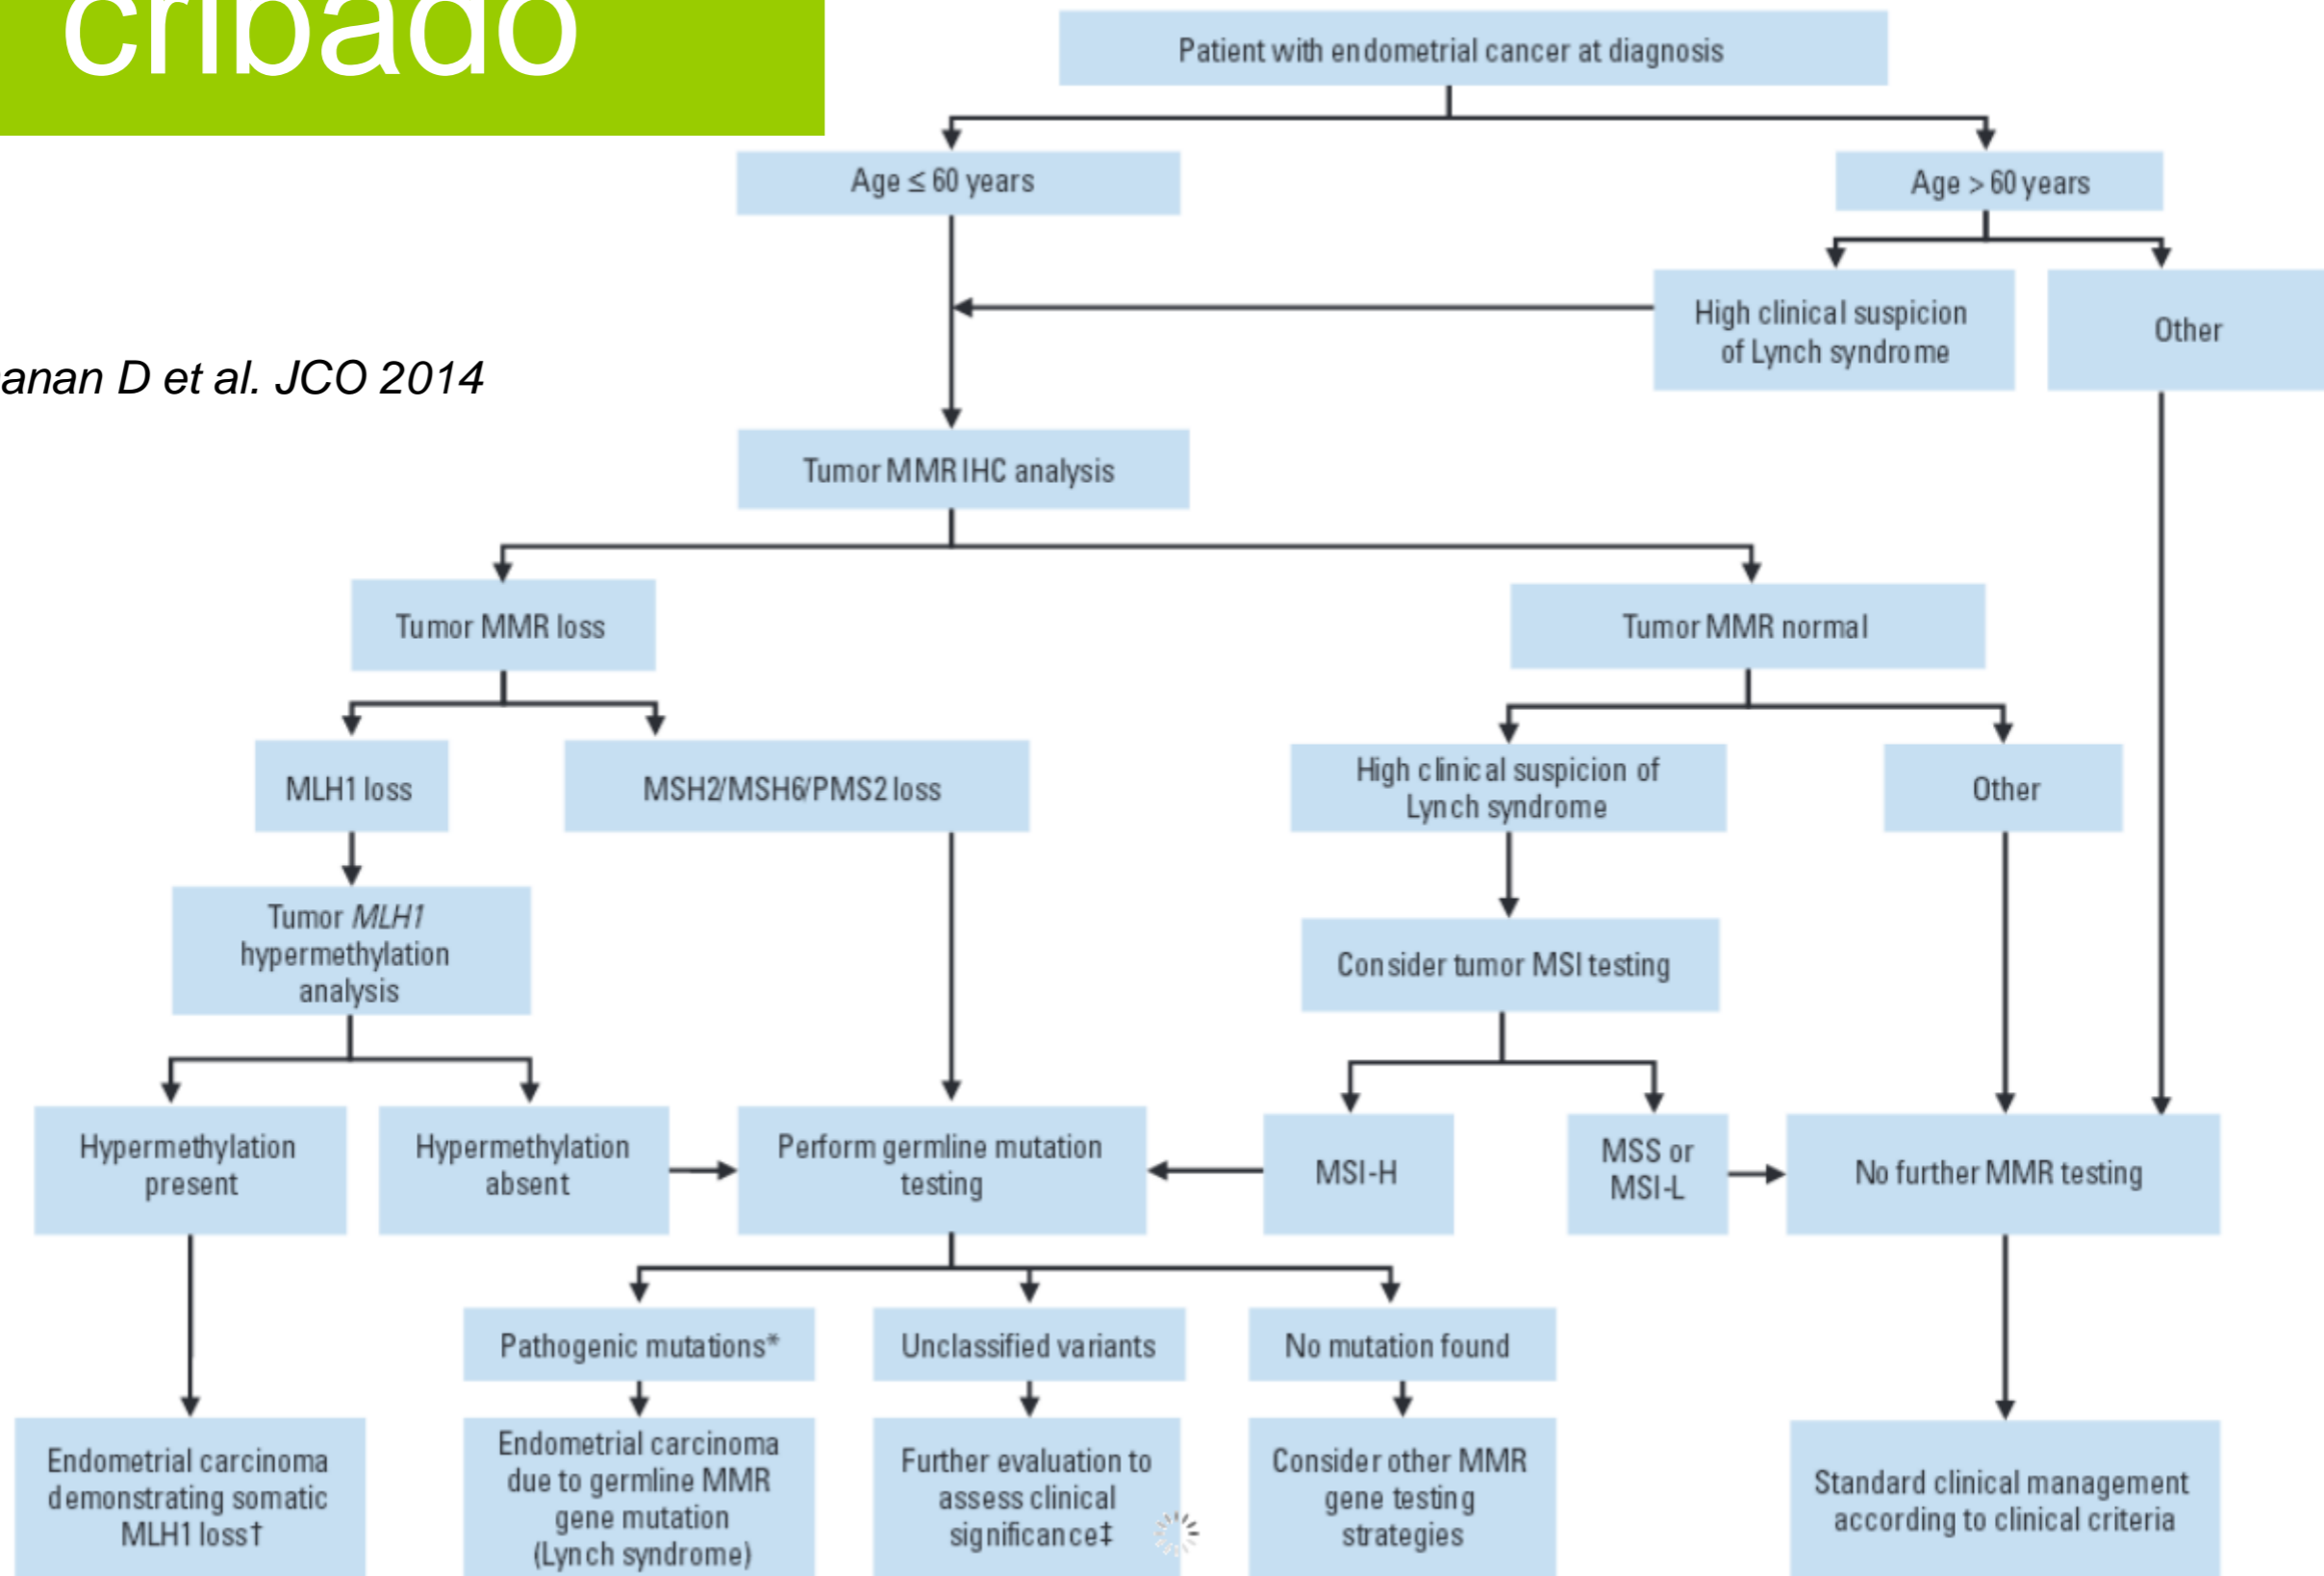 cribado
Patient with endometrial cancer at diagnosis
Age ≤ 60 years
Age > 60 years
High clinical suspicion
of Lynch syndrome
Other
anan D et al. JCO 2014
Tumor MMR IHC analysis
Tumor MMR loss
Tumor MMR normal
MLH1 loss
MSH2/MSH6/PMS2 loss
High clinical suspicion of
Lynch syndrome
Other
Tumor MLH1
hypermethylation
analysis
Consider tumor MSI testing
Hypermethylation
present
Hypermethylation
absent
Perform germline mutation
testing
MSI-H
MSS or
MSI-L
No further MMR testing
Pathogenic mutations*
Unclassified variants
No mutation found
Endometrial carcinoma
demonstrating somatic
MLH1 loss†
Endometrial carcinoma
due to germline MMR
gene mutation
(Lynch syndrome)
Further evaluation to
assess clinical
significance‡
Consider other MMR
gene testing
strategies
Standard clinical management
according to clinical criteria